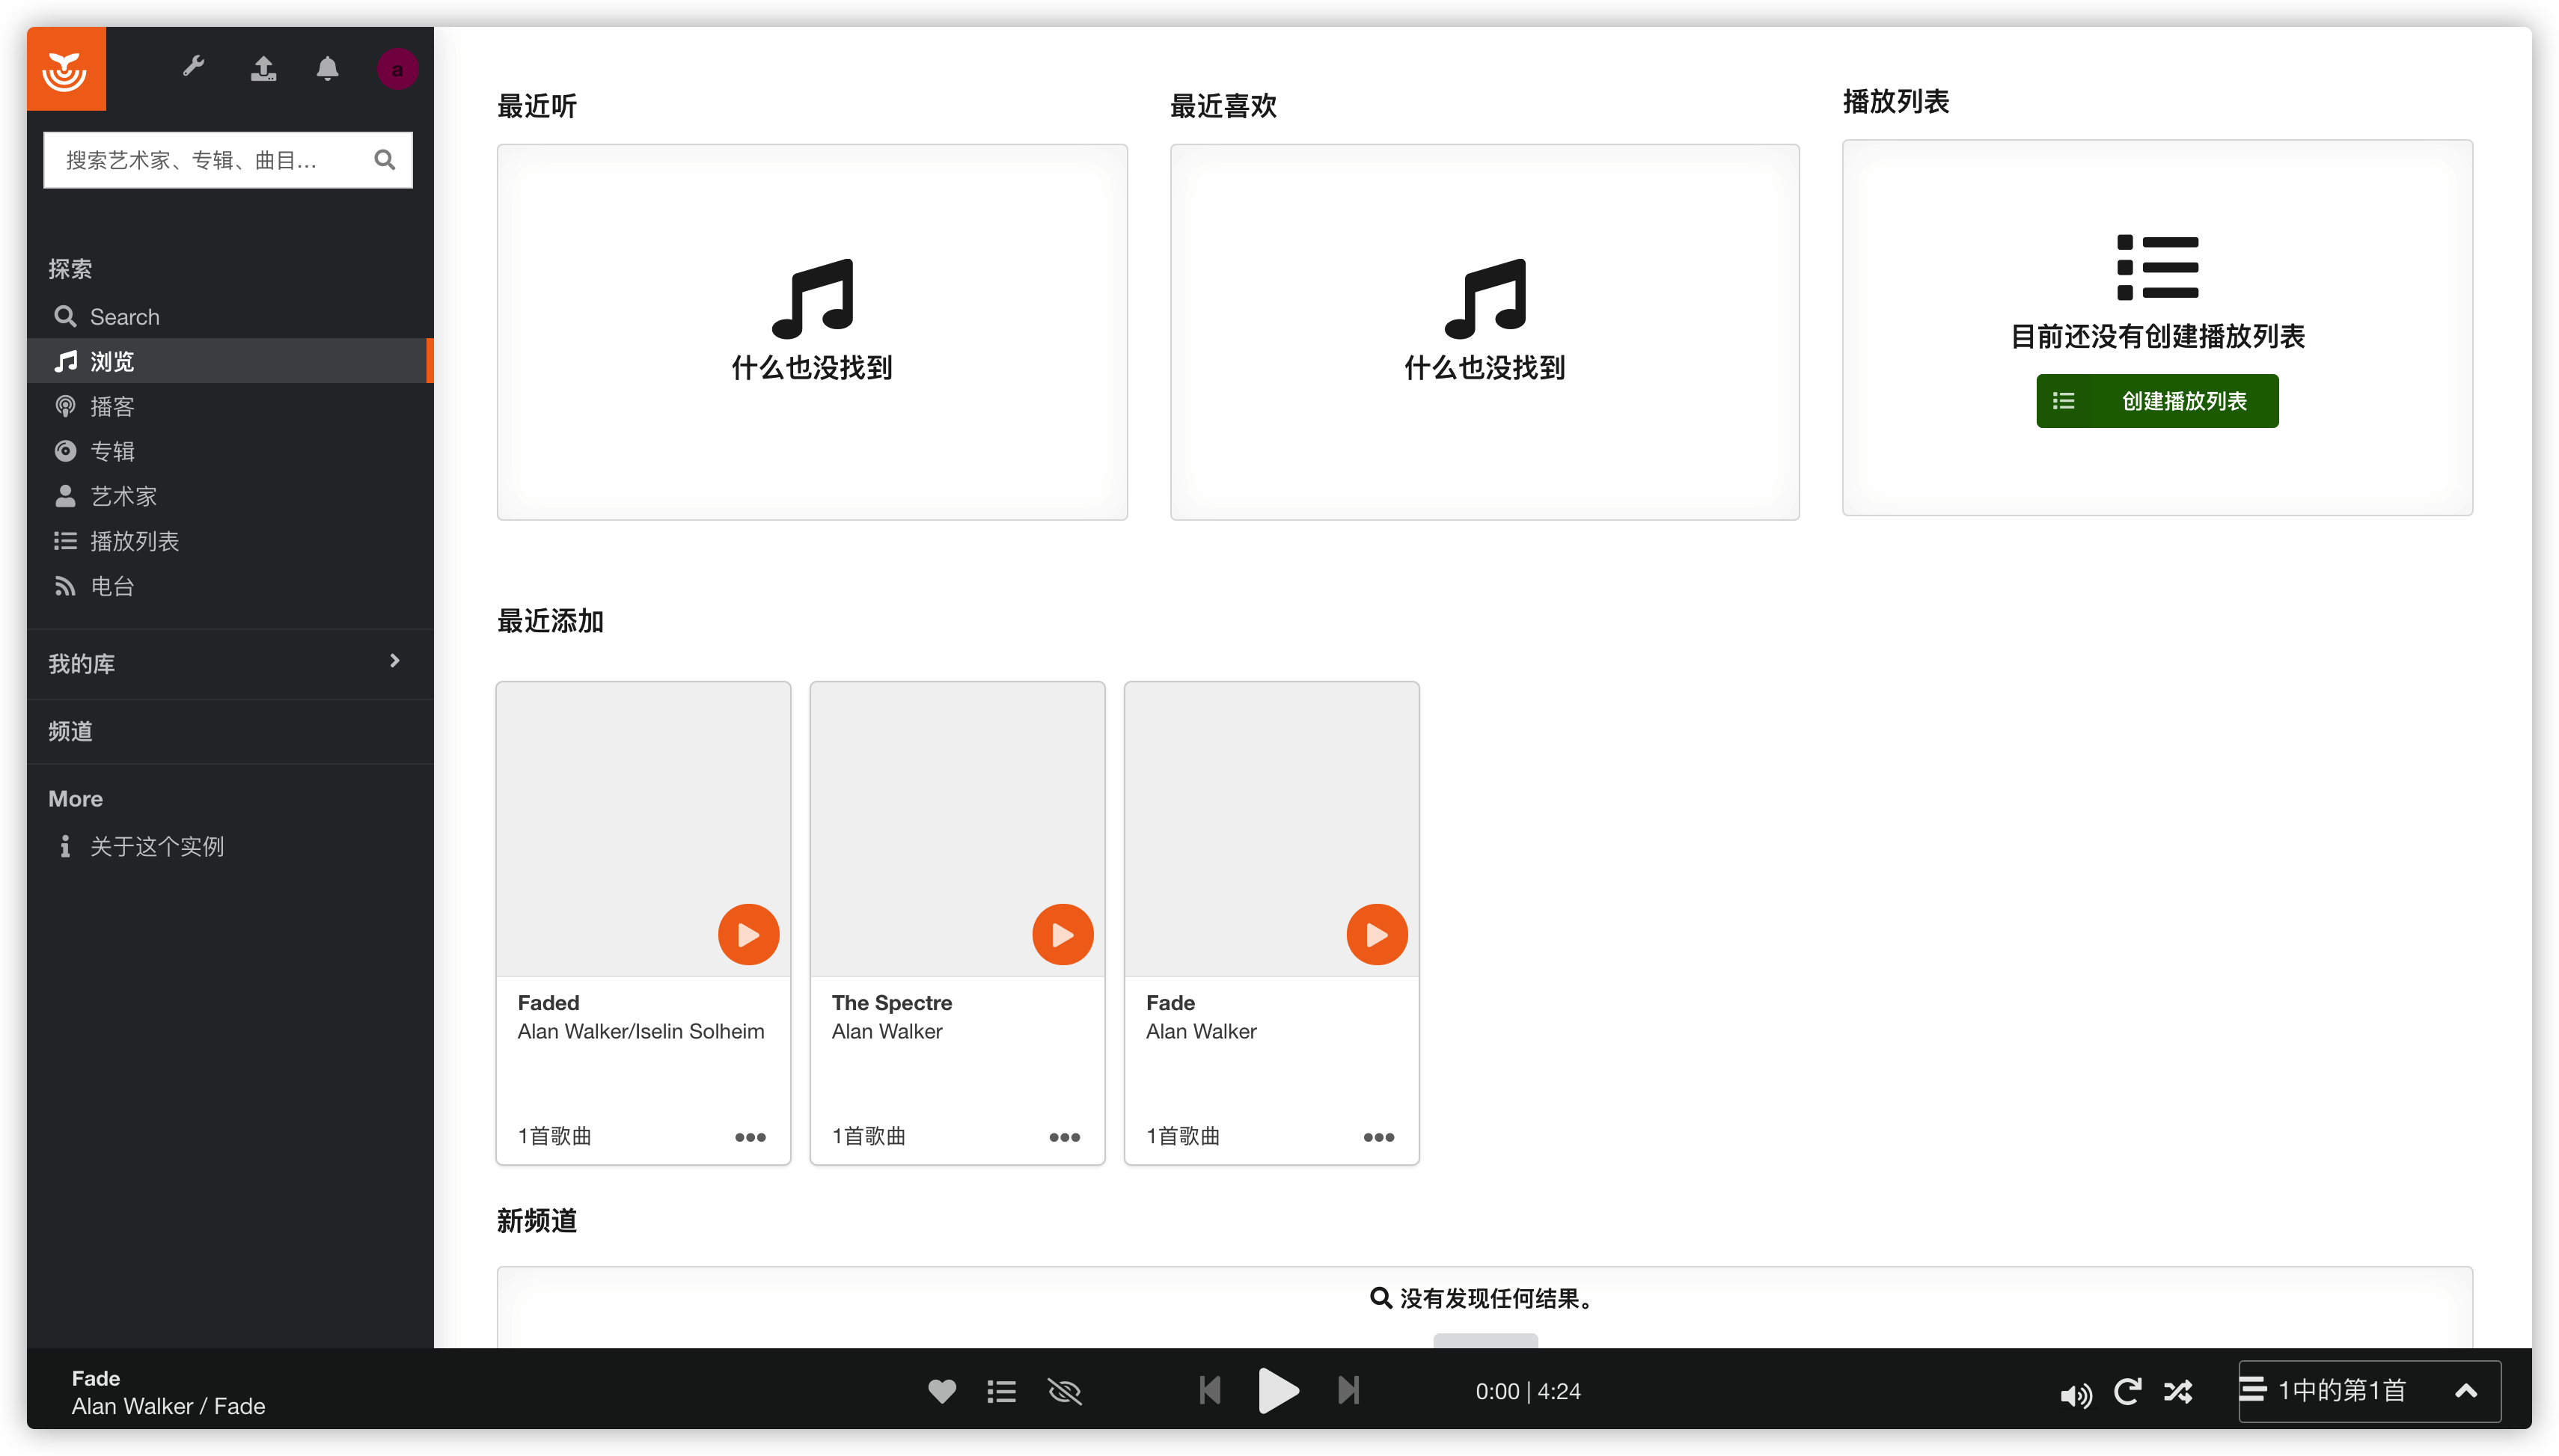 a
搜索艺术家、专辑、曲目...
探索
Search
浏览
播客
专辑
艺术家
播放列表
电台
我的库
频道
More
关于这个实例
最近听
什么也没找到
最近喜欢
什么也没找到
播放列表
目前还没有创建播放列表
创建播放列表
最近添加
Faded
Alan Walker/Iselin Solheim
1首歌曲
The Spectre
Alan Walker
1首歌曲
Fade
Alan Walker
1首歌曲
新频道
没有发现任何结果。
Fade
Alan Walker / Fade
0:00 | 4:24
1中的第1首